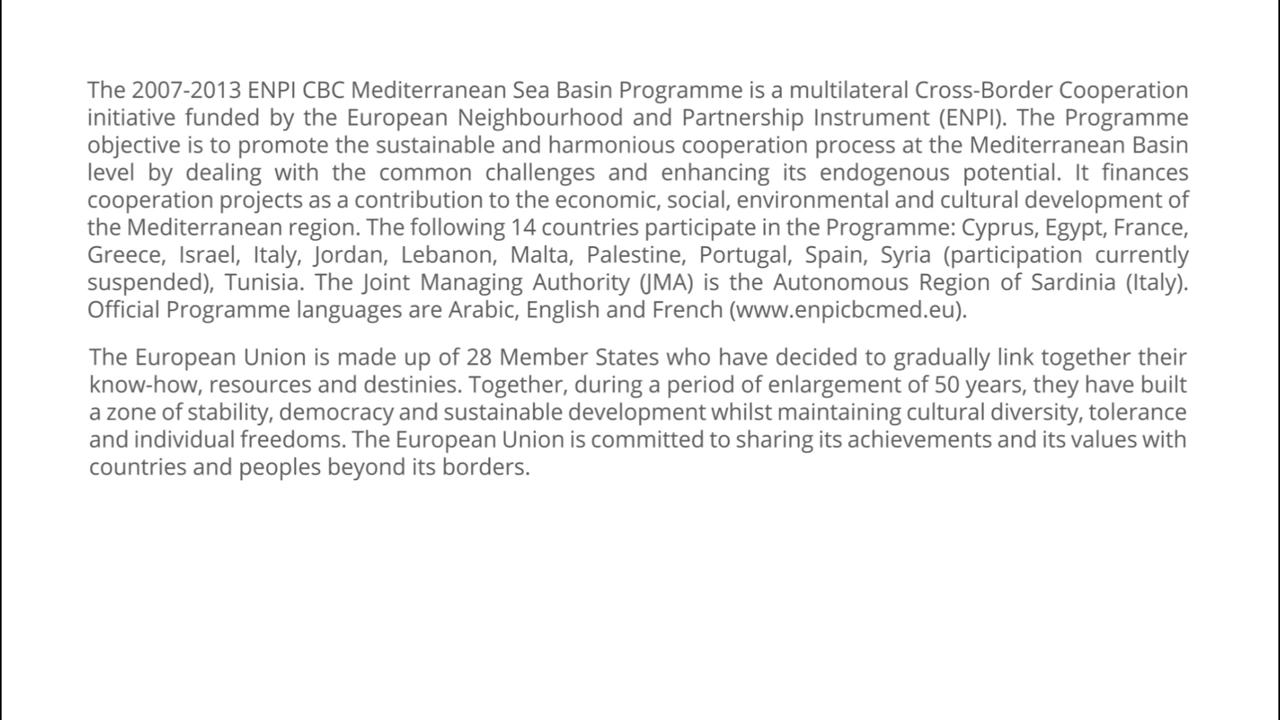 The 2007-2013 ENPI CBC Mediterranean Sea Basin Programme is a multilateral Cross-Border Cooperation
initiative funded by the European Neighbourhood and Partnership Instrument (ENPI). The Programme
objective is to promote the sustainable and harmonious cooperation process at the Mediterranean Basin
level by dealing with the common challenges and enhancing its endogenous potential. It finances
cooperation projects as a contribution to the economic, social, environmental and cultural development of
the Mediterranean region. The following 14 countries participate in the Programme: Cyprus, Egypt, France,
Greece, Israel, Italy, Jordan, Lebanon, Malta, Palestine, Portugal, Spain, Syria (participation currently
suspended), Tunisia. The Joint Managing Authority (JMA) is the Autonomous Region of Sardinia (Italy).
Official Programme languages are Arabic, English and French (www.enpicbcmed.eu).
The European Union is made up of 28 Member States who have decided to gradually link together their
know-how, resources and destinies. Together, during a period of enlargement of 50 years, they have built
a zone of stability, democracy and sustainable development whilst maintaining cultural diversity, tolerance
and individual freedoms. The European Union is committed to sharing its achievements and its values with
countries and peoples beyond its borders.